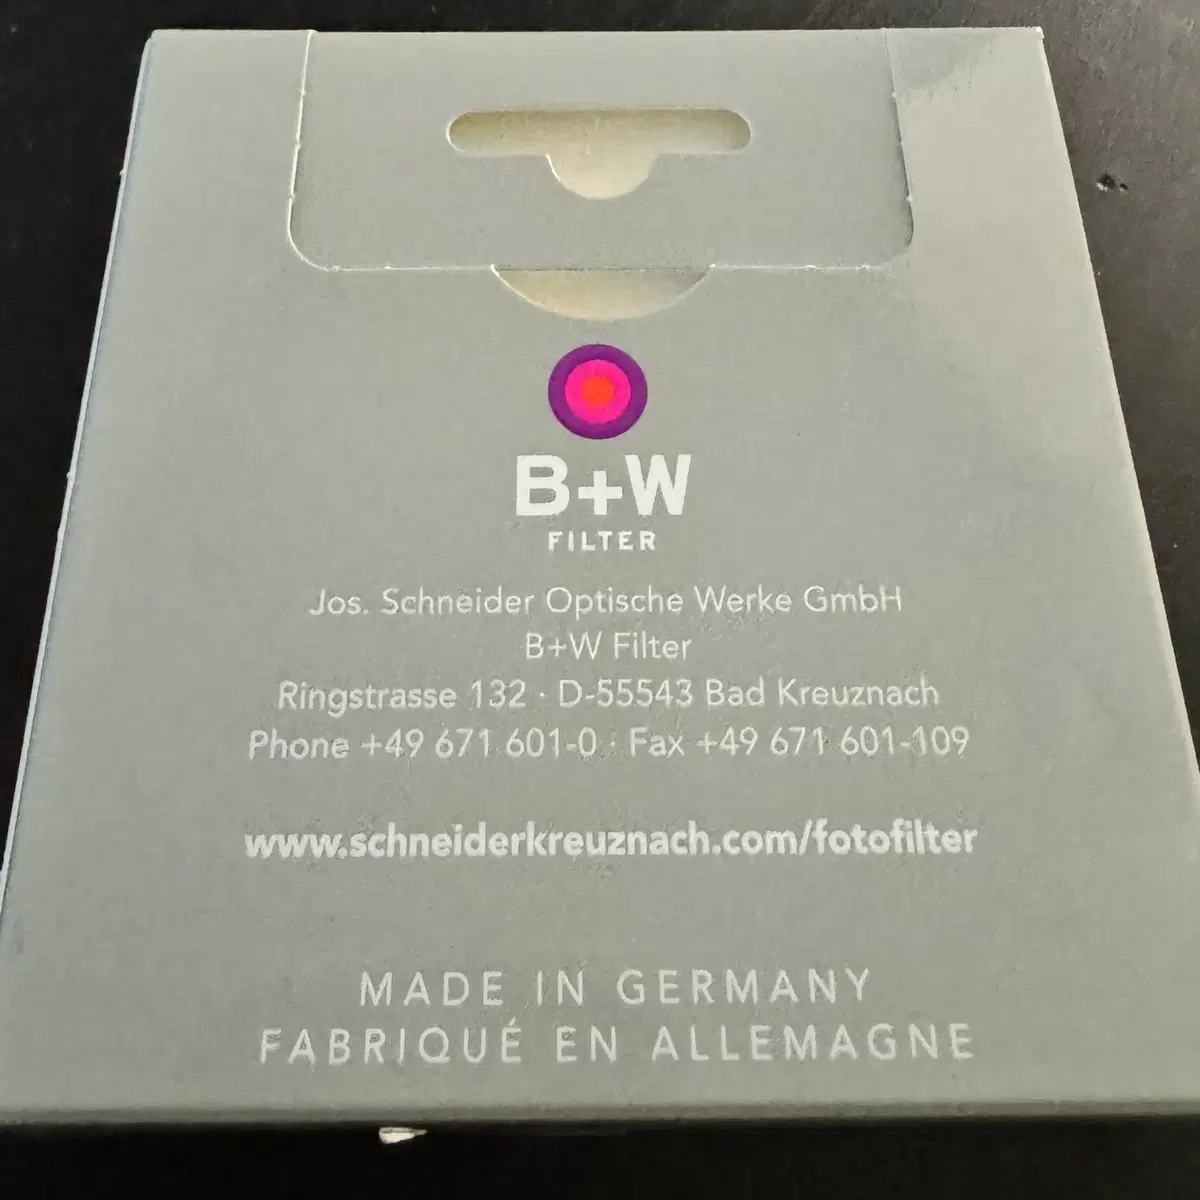 B+W
FILTER
Jos. Schneider Optische Werke GmbH
B+W Filter
Ringstrasse 132 · D-55543 Bad Kreuznach
Phone +49 671 601-0 · Fax +49 671 601-109
www.schneiderkreuznach.com/fotofilter
MADE IN GERMANY
FABRIQUÉ EN ALLEMAGNE